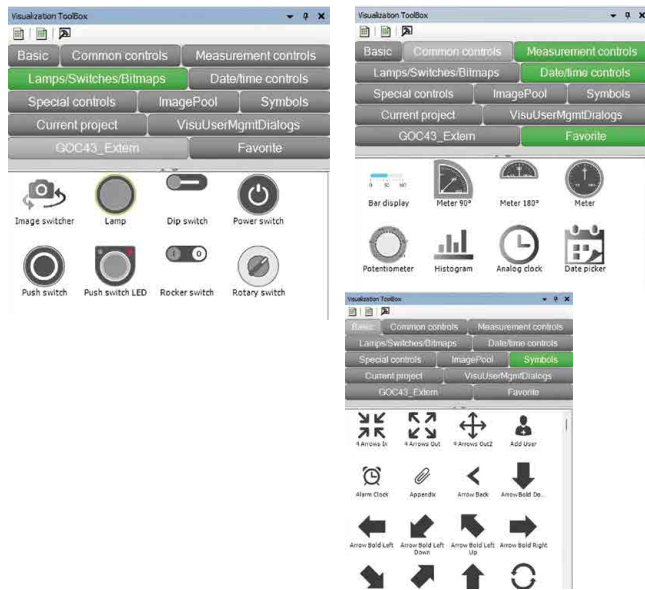 Visualization ToolBox
Basic Common controls Measurement controls
Lamps/Switches/Bitmaps Date/time controls
Special controls ImagePool Symbols
Current project VisuUserMgmtDialogs
GOC43_Extern Favorite
Image switcher Lamp Dip switch Power switch
Push switch Push switch LED Rocker switch Rotary switch
Visualization ToolBox
Basic Common controls Measurement controls
Lamps/Switches/Bitmaps Date/time controls
Special controls ImagePool Symbols
Current project VisuUserMgmtDialogs
GOC43_Extern Favorite
Bar display Meter 90° Meter 180° Meter
Potentiometer Histogram Analog clock Date picker
Visualization ToolBox
Basic Common controls Measurement controls
Lamps/Switches/Bitmaps Date/time controls
Special controls ImagePool Symbols
Current project VisuUserMgmtDialogs
GOC43_Extern Favorite
4 Arrows In 4 Arrows Out 4 Arrows Out2 Add User
Alarm Clock Appendix Arrow Back Arrow Bold Do...
Arrow Bold Left Arrow Bold Left Down Arrow Bold Left Up Arrow Bold Right